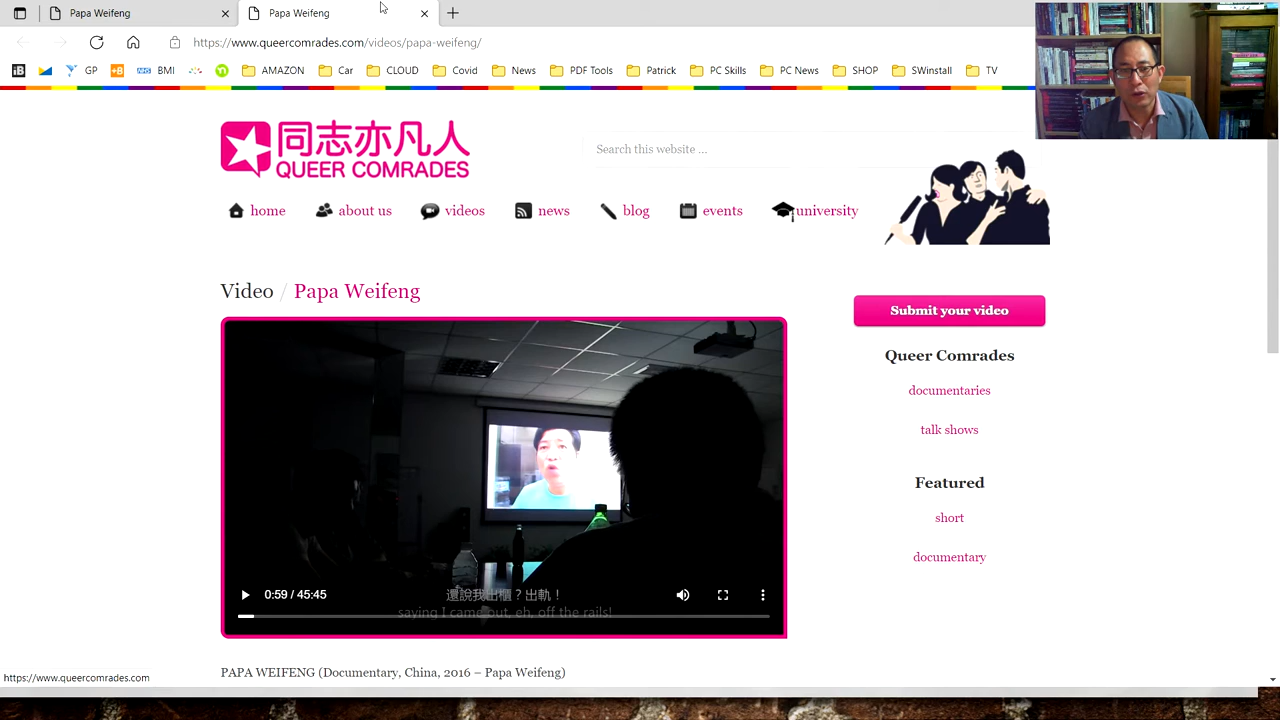 Papa Weifeng
Papa Weifeng
https://www.queercomrades.com/videos/papa-weifeng/
GP
BMI
AMAZON
Car
News
PDF Tools
Patrick
PC Skills
PC News
SHOP
SWinstall
TV
同志亦凡人
QUEER COMRADES
Search this website ...
home
about us
videos
news
blog
events
university
Video / Papa Weifeng
Submit your video
Queer Comrades
documentaries
talk shows
Featured
short
documentary
0:59 / 45:45
還說我出櫃？出軌！
saying I came out, eh, off the rails!
PAPA WEIFENG (Documentary, China, 2016 – Papa Weifeng)
https://www.queercomrades.com